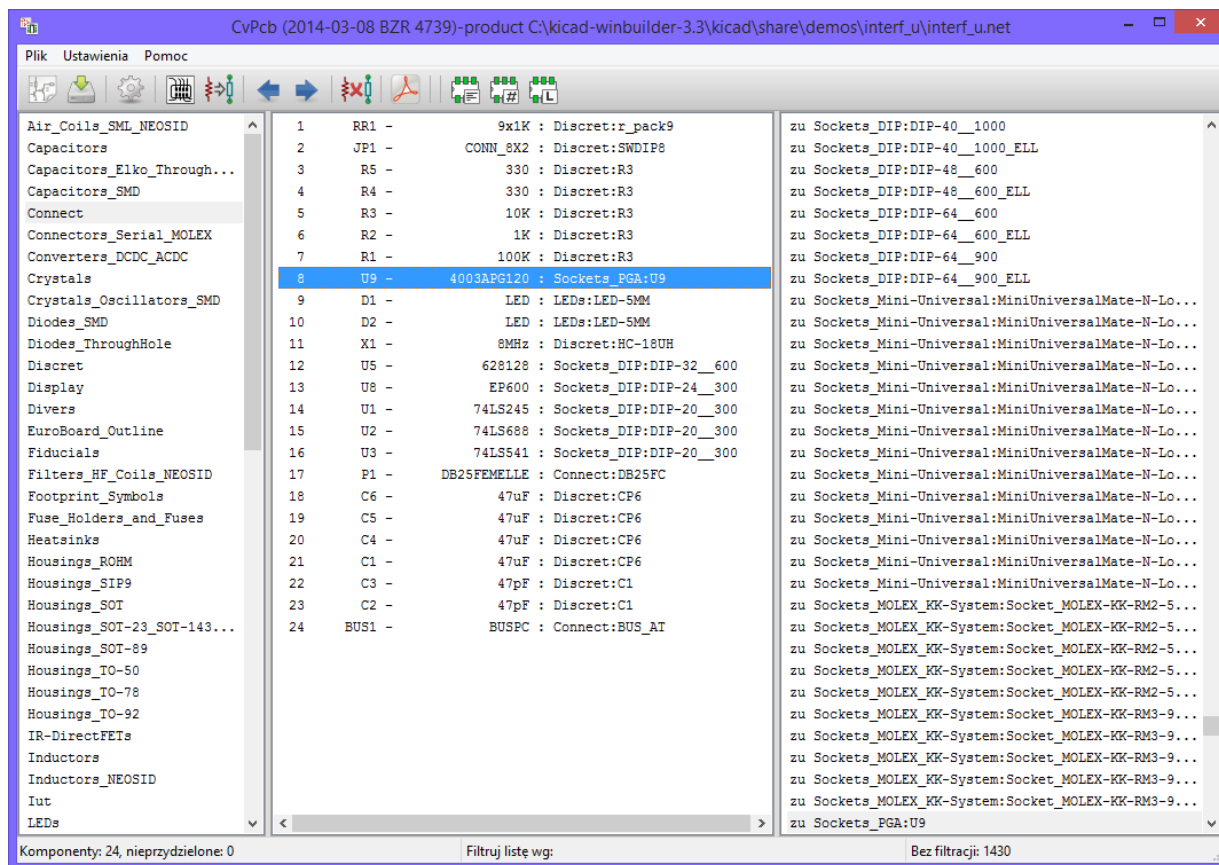 CvPcb (2014-03-08 BZR 4739)-product C:\kicad-winbuilder-3.3\kicad\share\demos\interf_u\interf_u.net
Plik Ustawienia Pomoc
Air_Coils_SML_NEOSID
Capacitors
Capacitors_Elko_Through...
Capacitors_SMD
Connect
Connectors_Serial_MOLEX
Converters_DCDC_ACDC
Crystals
Crystals_Oscillators_SMD
Diodes_SMD
Diodes_ThroughHole
Discret
Display
Divers
EuroBoard_Outline
Fiducials
Filters_HF_Coils_NEOSID
Footprint_Symbols
Fuse_Holders_and_Fuses
Heatsinks
Housings_ROHM
Housings_SIP9
Housings_SOT
Housings_SOT-23_SOT-143...
Housings_SOT-89
Housings_TO-50
Housings_TO-78
Housings_TO-92
IR-DirectFETs
Inductors
Inductors_NEOSID
Iut
LEDs
1 RR1 - 9x1K : Discret:r_pack9
2 JP1 - CONN_8X2 : Discret:SWDIP8
3 R5 - 330 : Discret:R3
4 R4 - 330 : Discret:R3
5 R3 - 10K : Discret:R3
6 R2 - 1K : Discret:R3
7 R1 - 100K : Discret:R3
8 U9 - 4003APG120 : Sockets_PGA:U9
9 D1 - LED : LEDs:LED-5MM
10 D2 - LED : LEDs:LED-5MM
11 X1 - 8MHz : Discret:HC-18UH
12 U5 - 628128 : Sockets_DIP:DIP-32__600
13 U8 - EP600 : Sockets_DIP:DIP-24__300
14 U1 - 74LS245 : Sockets_DIP:DIP-20__300
15 U2 - 74LS688 : Sockets_DIP:DIP-20__300
16 U3 - 74LS541 : Sockets_DIP:DIP-20__300
17 P1 - DB25FEMELLE : Connect:DB25FC
18 C6 - 47uF : Discret:CP6
19 C5 - 47uF : Discret:CP6
20 C4 - 47uF : Discret:CP6
21 C1 - 47uF : Discret:CP6
22 C3 - 47pF : Discret:C1
23 C2 - 47pF : Discret:C1
24 BUS1 - BUSPC : Connect:BUS_AT
zu Sockets_DIP:DIP-40__1000
zu Sockets_DIP:DIP-40__1000_ELL
zu Sockets_DIP:DIP-48__600
zu Sockets_DIP:DIP-48__600_ELL
zu Sockets_DIP:DIP-64__600
zu Sockets_DIP:DIP-64__600_ELL
zu Sockets_DIP:DIP-64__900
zu Sockets_DIP:DIP-64__900_ELL
zu Sockets_Mini-Universal:MiniUniversalMate-N-Lo...
zu Sockets_Mini-Universal:MiniUniversalMate-N-Lo...
zu Sockets_Mini-Universal:MiniUniversalMate-N-Lo...
zu Sockets_Mini-Universal:MiniUniversalMate-N-Lo...
zu Sockets_Mini-Universal:MiniUniversalMate-N-Lo...
zu Sockets_Mini-Universal:MiniUniversalMate-N-Lo...
zu Sockets_Mini-Universal:MiniUniversalMate-N-Lo...
zu Sockets_Mini-Universal:MiniUniversalMate-N-Lo...
zu Sockets_Mini-Universal:MiniUniversalMate-N-Lo...
zu Sockets_Mini-Universal:MiniUniversalMate-N-Lo...
zu Sockets_Mini-Universal:MiniUniversalMate-N-Lo...
zu Sockets_Mini-Universal:MiniUniversalMate-N-Lo...
zu Sockets_Mini-Universal:MiniUniversalMate-N-Lo...
zu Sockets_Mini-Universal:MiniUniversalMate-N-Lo...
zu Sockets_MOLEX_KK-System:Socket_MOLEX-KK-RM2-5...
zu Sockets_MOLEX_KK-System:Socket_MOLEX-KK-RM2-5...
zu Sockets_MOLEX_KK-System:Socket_MOLEX-KK-RM2-5...
zu Sockets_MOLEX_KK-System:Socket_MOLEX-KK-RM2-5...
zu Sockets_MOLEX_KK-System:Socket_MOLEX-KK-RM2-5...
zu Sockets_MOLEX_KK-System:Socket_MOLEX-KK-RM3-9...
zu Sockets_MOLEX_KK-System:Socket_MOLEX-KK-RM3-9...
zu Sockets_MOLEX_KK-System:Socket_MOLEX-KK-RM3-9...
zu Sockets_MOLEX_KK-System:Socket_MOLEX-KK-RM3-9...
zu Sockets_MOLEX_KK-System:Socket_MOLEX-KK-RM3-9...
zu Sockets_PGA:U9
Komponenty: 24, nieprzydzielone: 0
Filtruj listę wg:
Bez filtracji: 1430